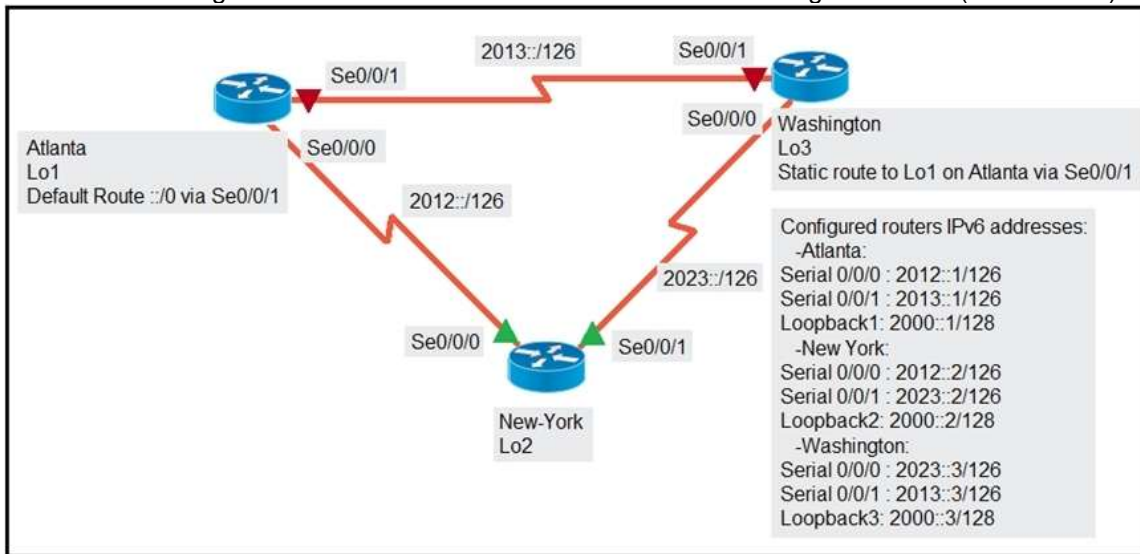 2013::/126
Se0/0/1
Se0/0/1
Se0/0/0
Se0/0/0
Atlanta
Lo1
Default Route ::/0 via Se0/0/1
Washington
Lo3
Static route to Lo1 on Atlanta via Se0/0/1
2012::/126
2023::/126
Configured routers IPv6 addresses:
-Atlanta:
Serial 0/0/0 : 2012::1/126
Serial 0/0/1 : 2013::1/126
Loopback1: 2000::1/128
-New York:
Serial 0/0/0 : 2012::2/126
Serial 0/0/1 : 2023::2/126
Loopback2: 2000::2/128
-Washington:
Serial 0/0/0 : 2023::3/126
Serial 0/0/1 : 2013::3/126
Loopback3: 2000::3/128
Se0/0/0
Se0/0/1
New-York
Lo2